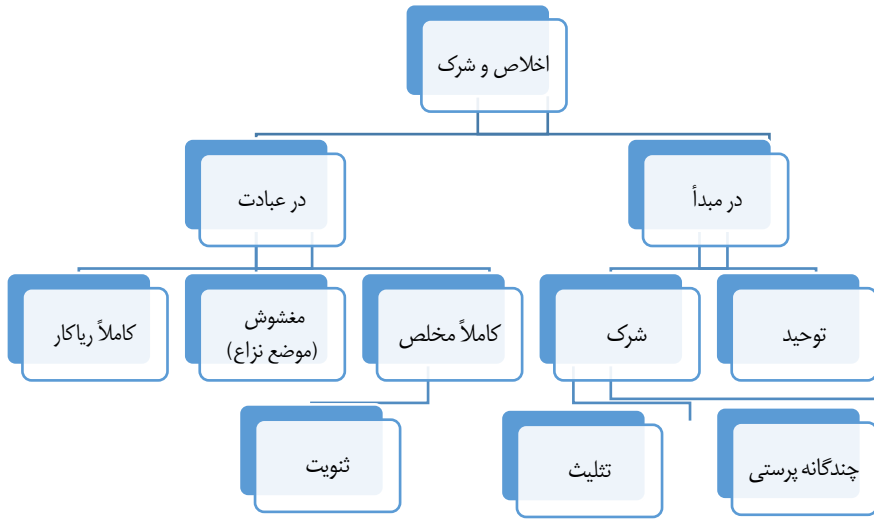 اخلاص و شرک
در مبدأ
در عبادت
توحید
شرک
کاملاً مخلص
مغشوش
(موضع نزاع)
کاملاً ریاکار
چندگانه پرستی
تثلیث
ثنویت